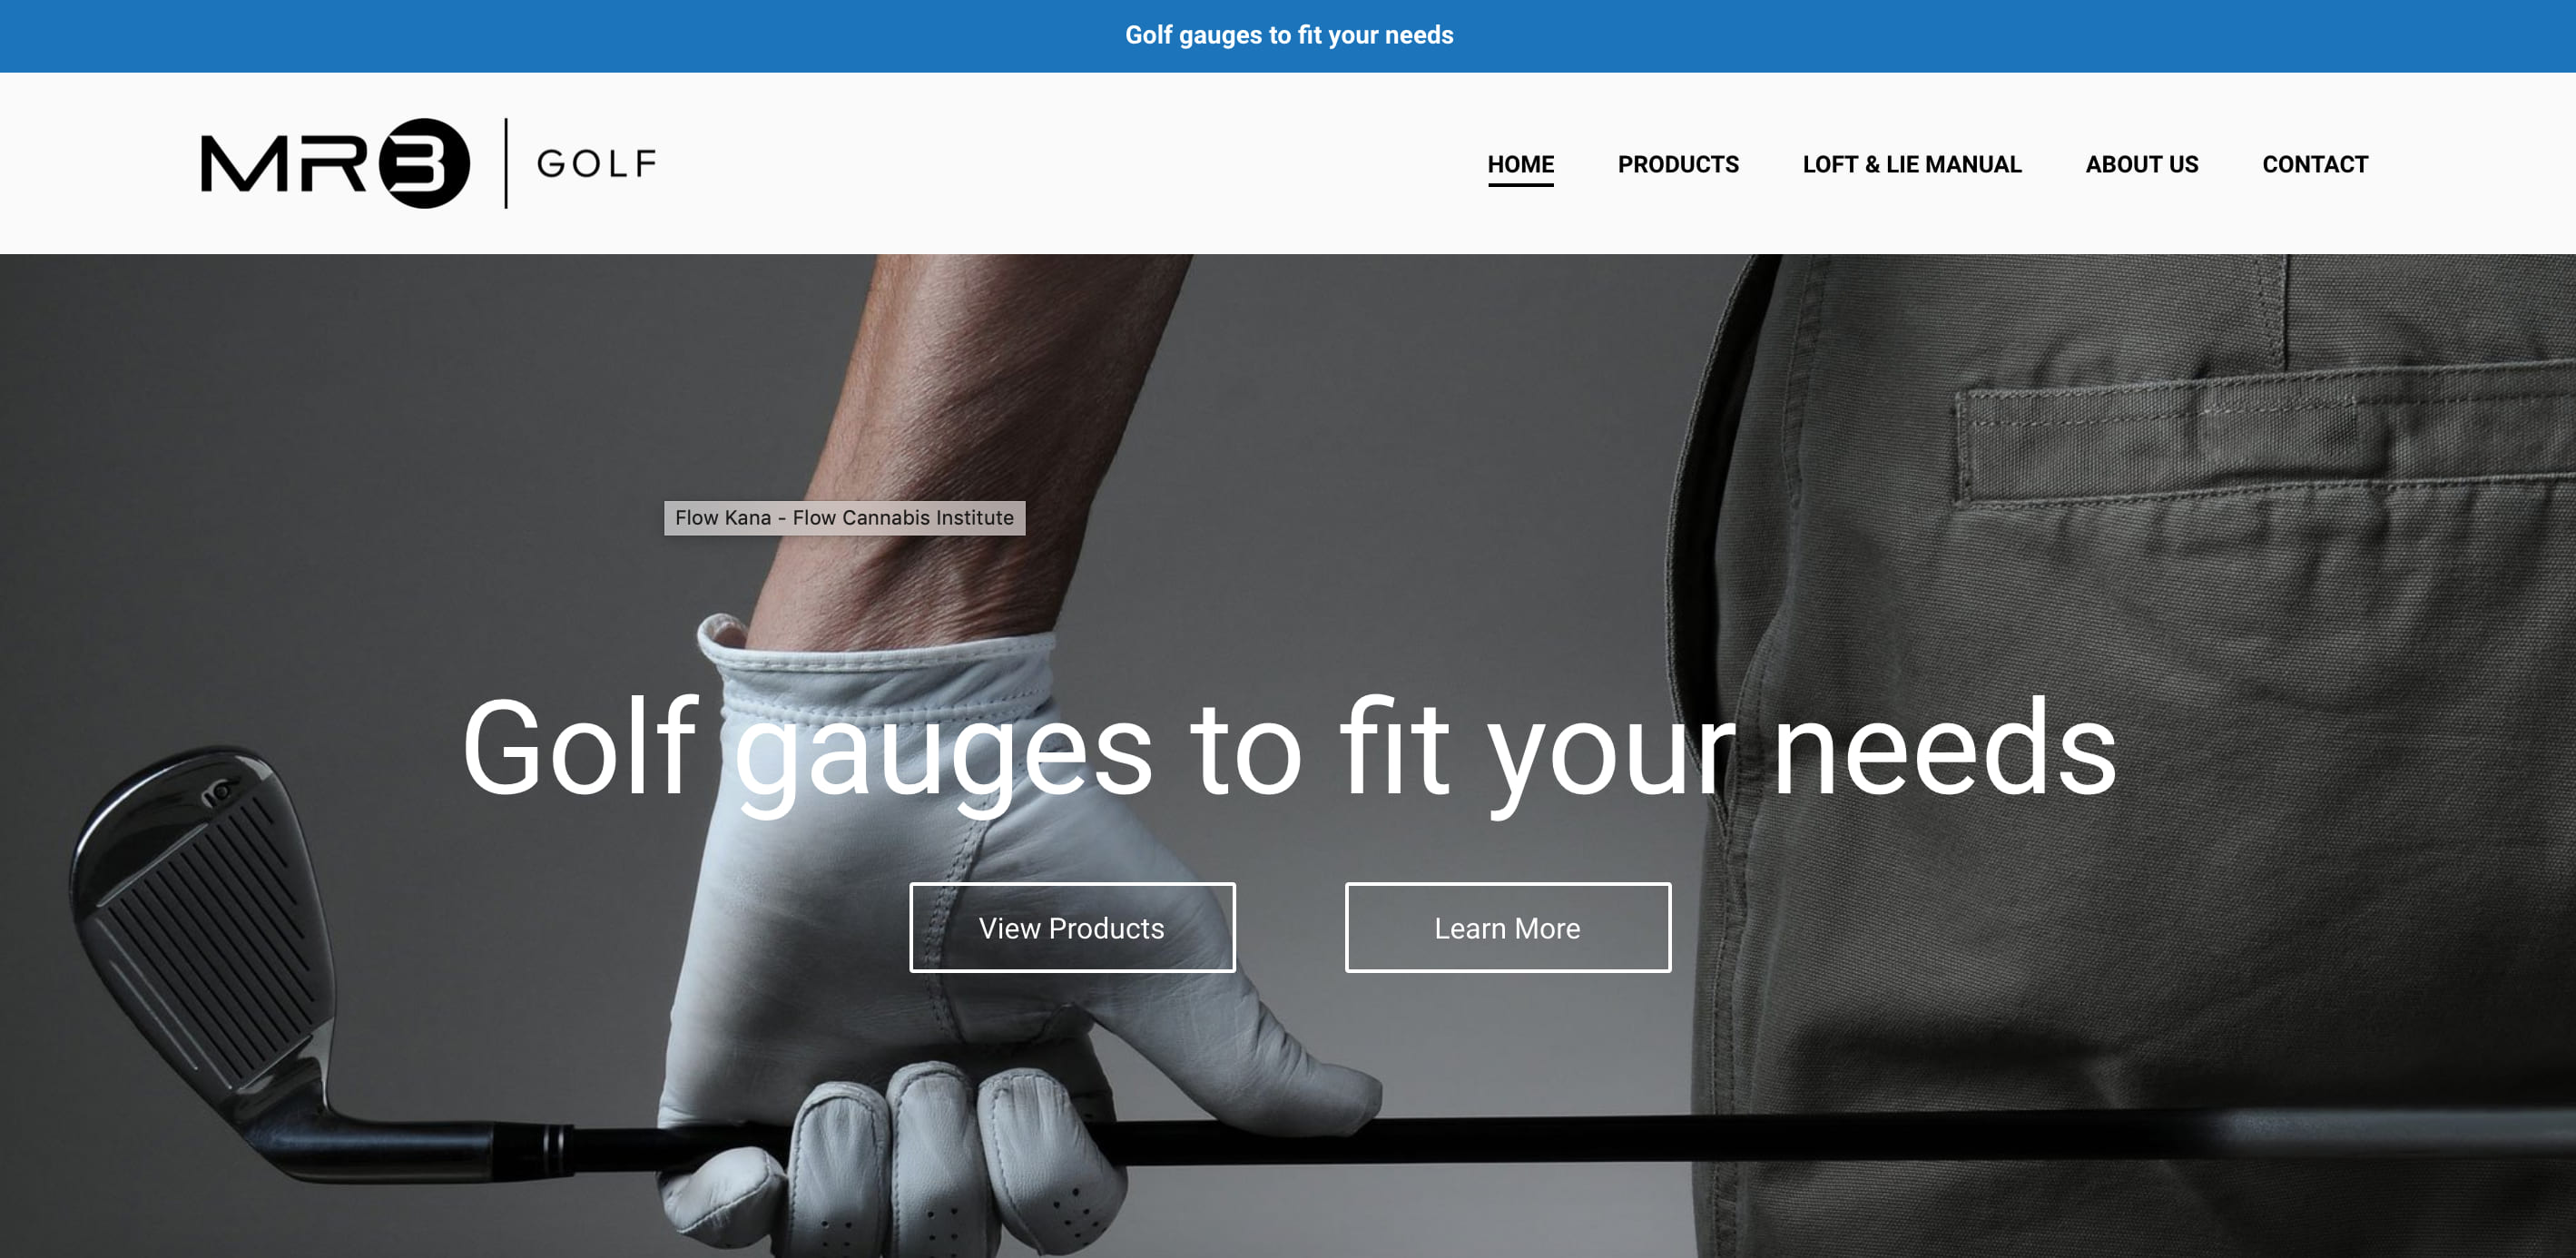 Golf gauges to fit your needs
MRB | GOLF
HOME PRODUCTS LOFT & LIE MANUAL ABOUT US CONTACT
Flow Kana - Flow Cannabis Institute
Golf gauges to fit your needs
View Products Learn More